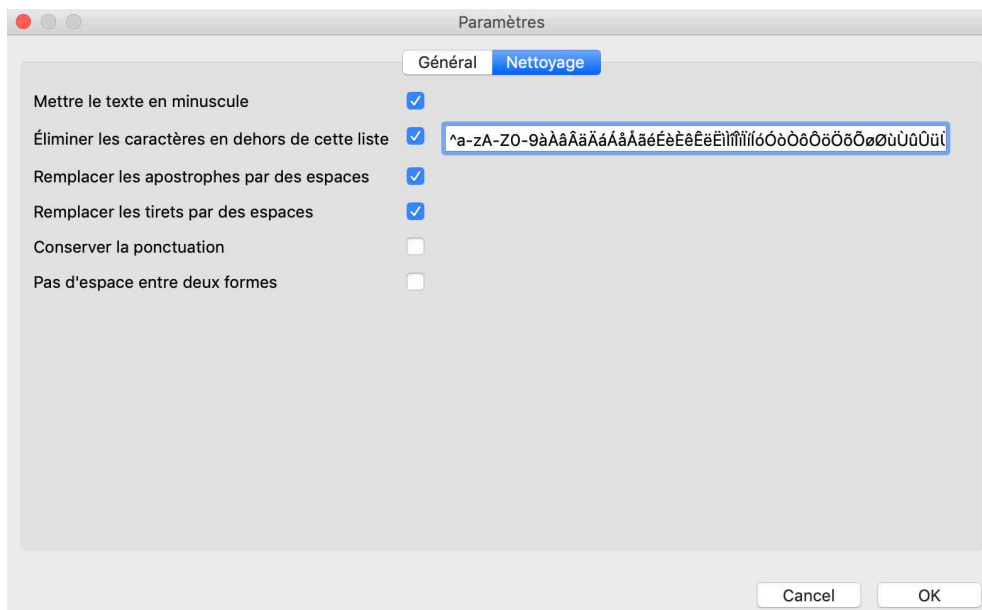 Paramètres
Général Nettoyage
Mettre le texte en minuscule
Éliminer les caractères en dehors de cette liste ^a-zA-Z0-9àÀâÂäÄáÁåÅãéÉèÈêÊëËìÌîÎïÏíÍóÓòÒôÔöÖõÕøØùÙûÛüÜ
Remplacer les apostrophes par des espaces
Remplacer les tirets par des espaces
Conserver la ponctuation
Pas d'espace entre deux formes
Cancel OK